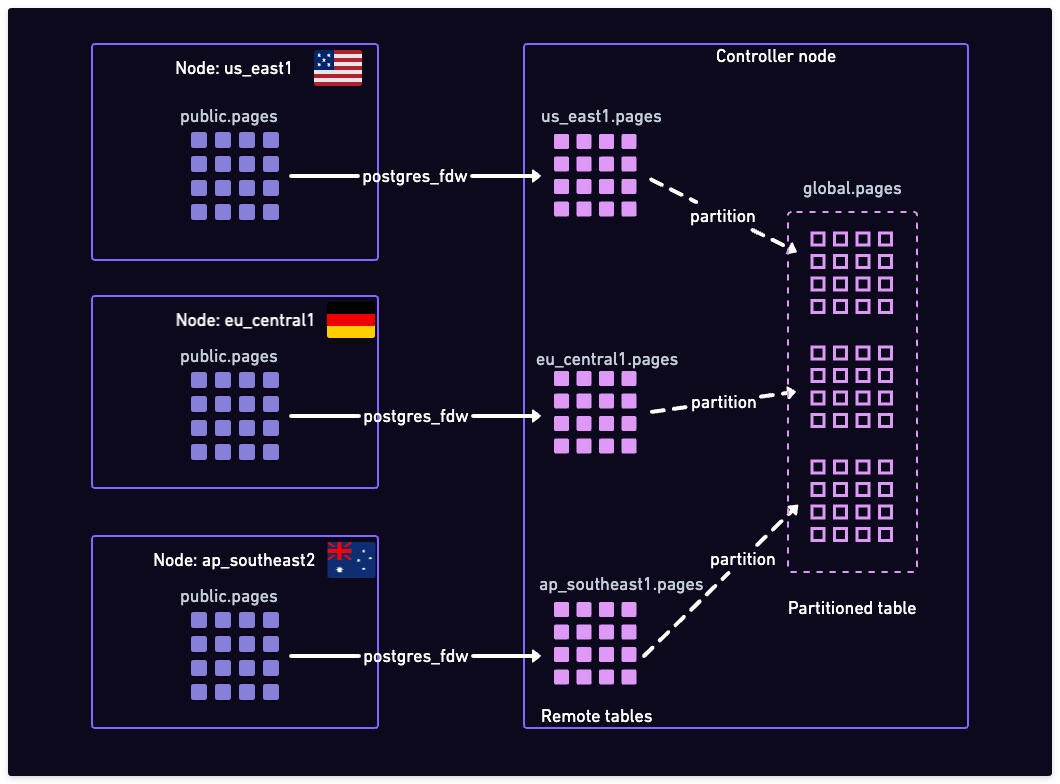 Controller node
Node: us_east1
public.pages
us_east1.pages
postgres_fdw
global.pages
partition
Node: eu_central1
public.pages
eu_central1.pages
postgres_fdw
partition
Node: ap_southeast2
partition
ap_southeast1.pages
public.pages
Partitioned table
postgres_fdw
Remote tables